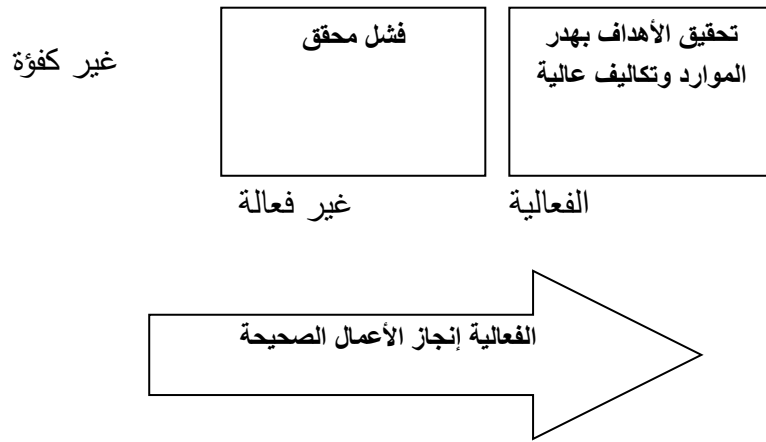 تحقيق الأهداف بهدر
الموارد وتكاليف عالية
فشل محقق
غير كفؤة
الفعالية
غير فعالة
الفعالية إنجاز الأعمال الصحيحة